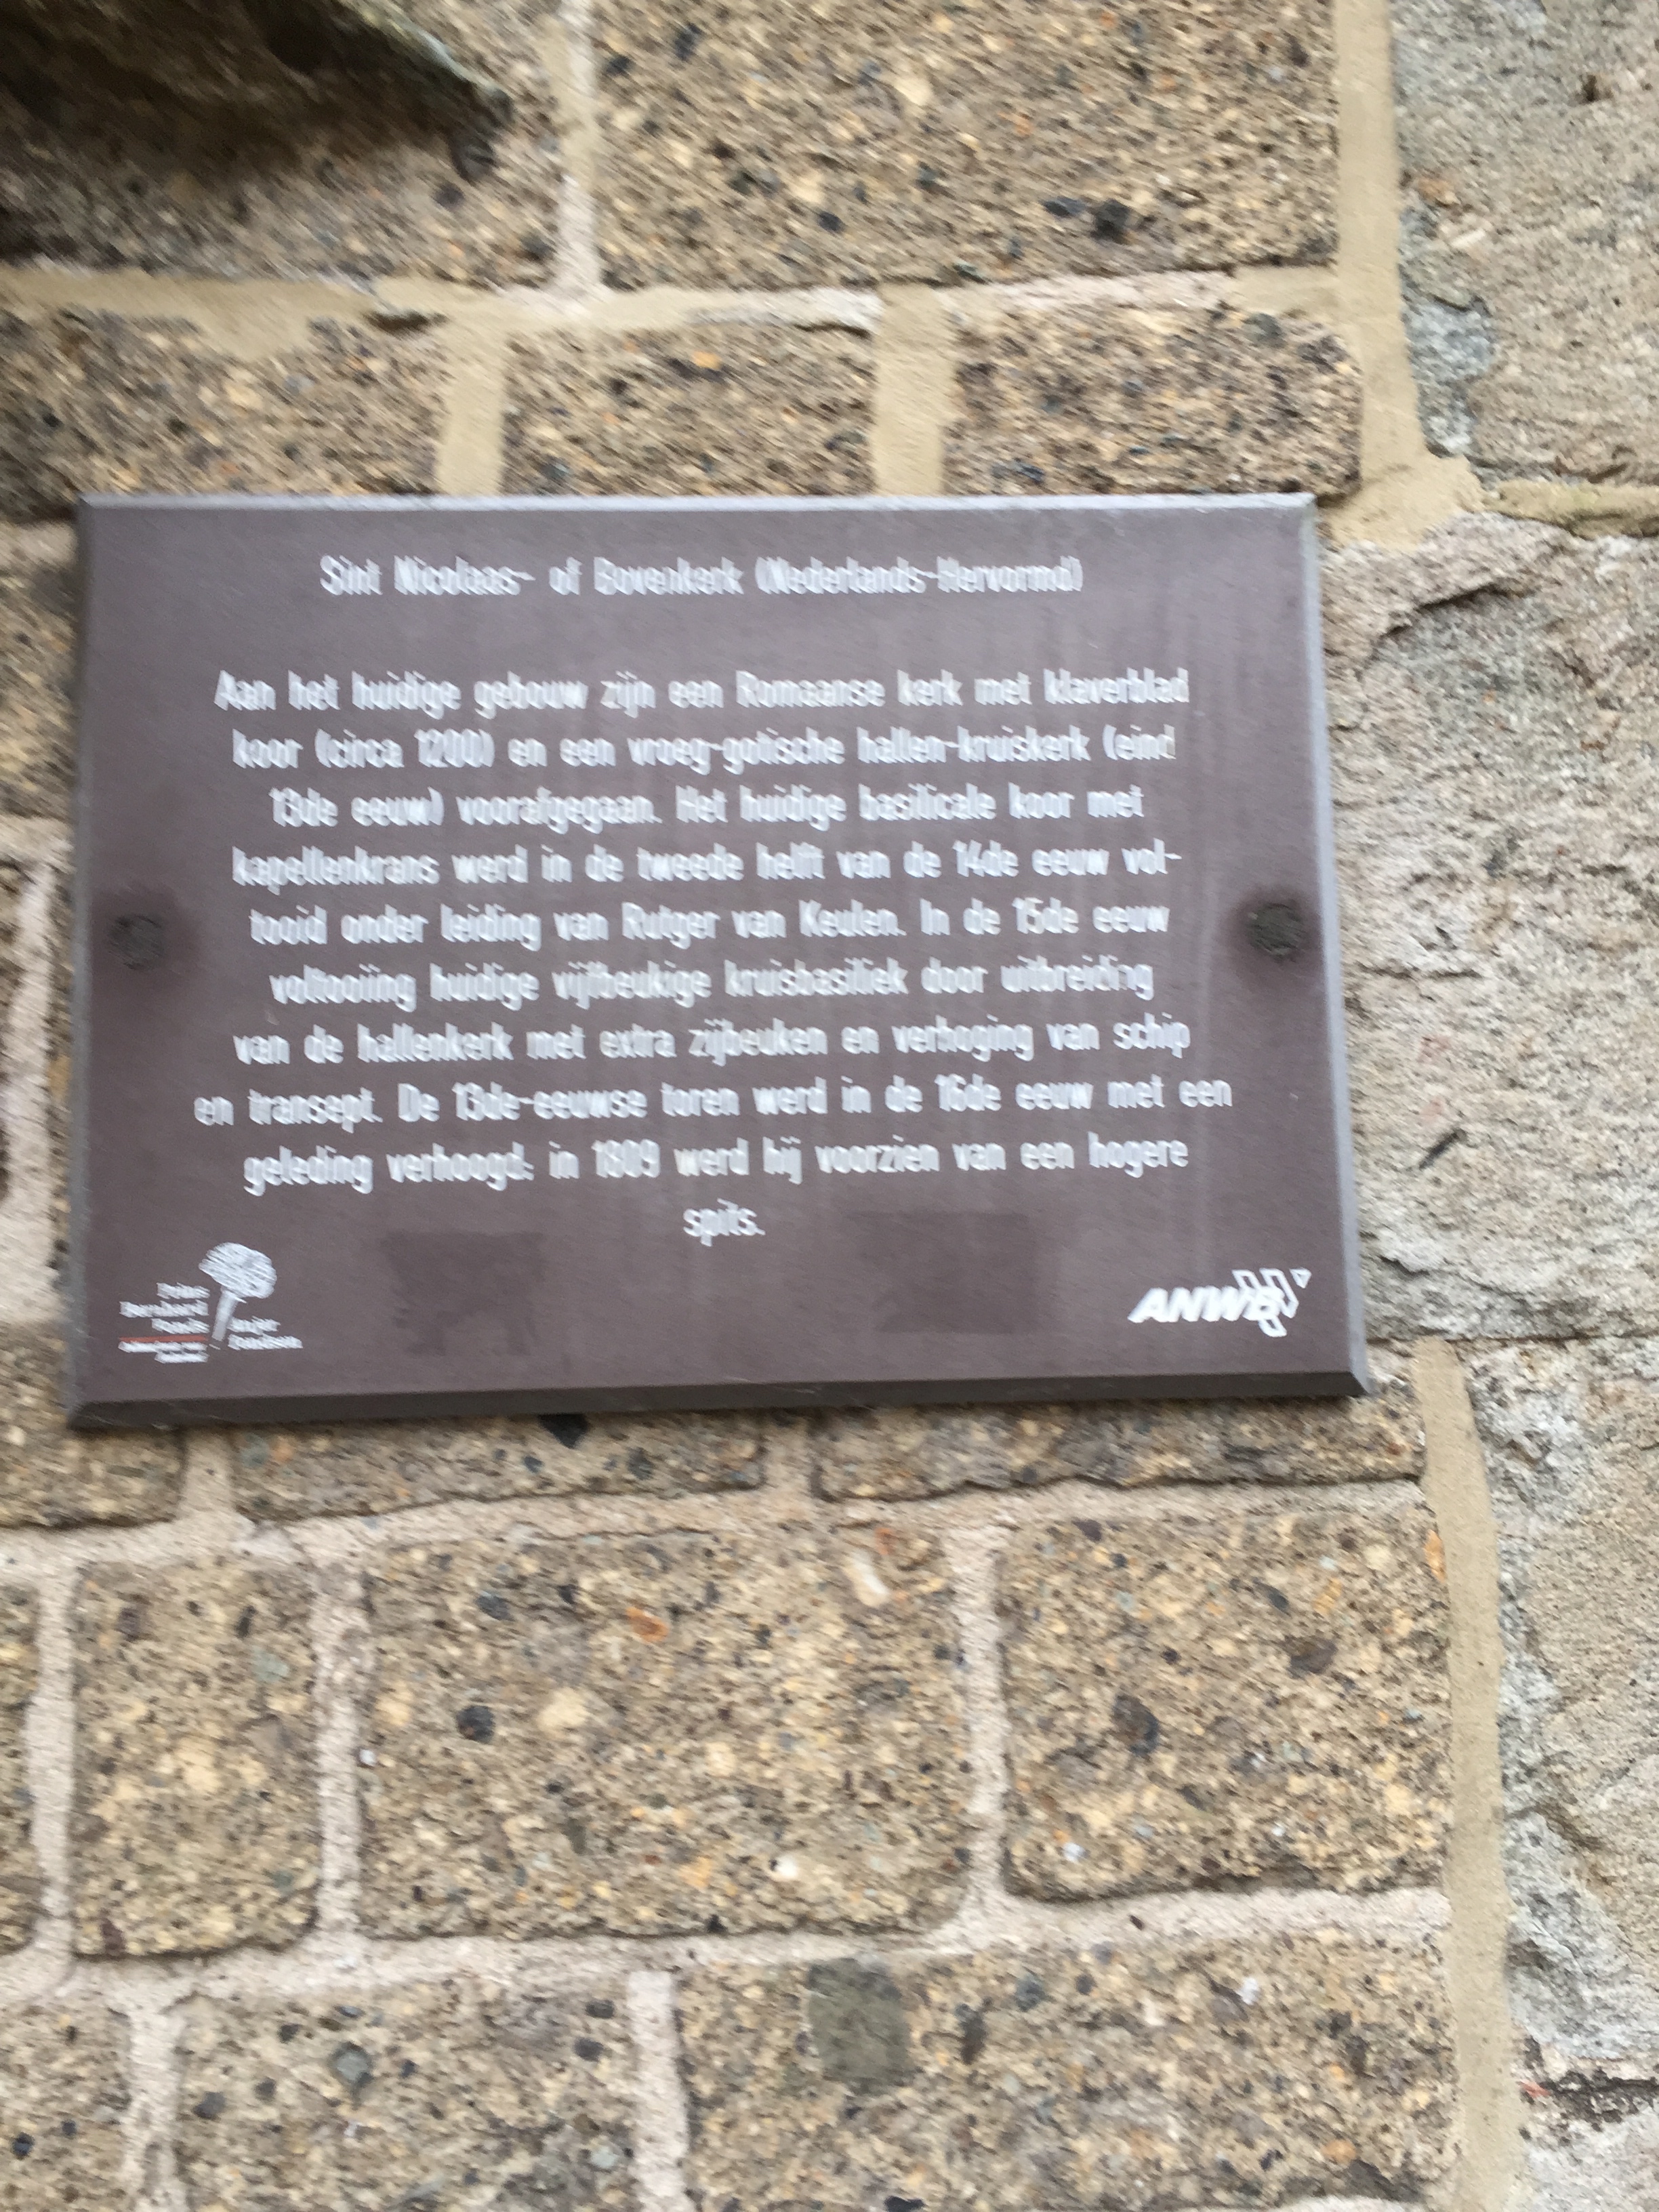 Sint Nicolaas- of Bovenkerk (Nederlands-Hervormd)
Aan het huidige gebouw zijn een Romaanse kerk met klaverblad
koor (circa 1200) en een vroeg-gotische hallen-kruiskerk (eind
13de eeuw) voorafgegaan. Het huidige basilicale koor met
kapellenkrans werd in de tweede helft van de 14de eeuw vol-
tooid onder leiding van Rutger van Keulen. In de 15de eeuw
voltooiing huidige vijfbeukige kruisbasiliek door uitbreiding
van de hallenkerk met extra zijbeuken en verhoging van schip
en transept. De 13de-eeuwse toren werd in de 16de eeuw met een
geleding verhoogd; in 1809 werd hij voorzien van een hogere
spits.
Prins
Bernhard
Fonds
Anjer
Fondsen
ANWB